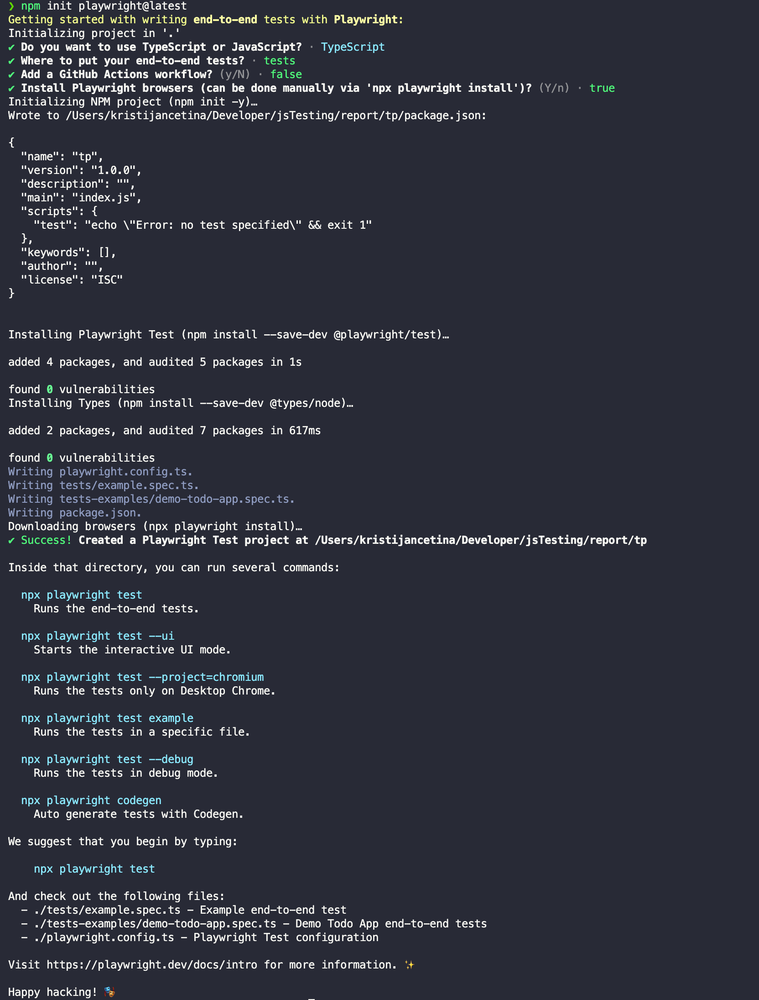 ❯ npm init playwright@latest
Getting started with writing end-to-end tests with Playwright:
Initializing project in '.'
✔ Do you want to use TypeScript or JavaScript? · TypeScript
✔ Where to put your end-to-end tests? · tests
✔ Add a GitHub Actions workflow? (y/N) · false
✔ Install Playwright browsers (can be done manually via 'npx playwright install')? (Y/n) · true
Initializing NPM project (npm init -y)…
Wrote to /Users/kristijancetina/Developer/jsTesting/report/tp/package.json:

{
  "name": "tp",
  "version": "1.0.0",
  "description": "",
  "main": "index.js",
  "scripts": {
    "test": "echo \"Error: no test specified\" && exit 1"
  },
  "keywords": [],
  "author": "",
  "license": "ISC"
}


Installing Playwright Test (npm install --save-dev @playwright/test)…

added 4 packages, and audited 5 packages in 1s

found 0 vulnerabilities
Installing Types (npm install --save-dev @types/node)…

added 2 packages, and audited 7 packages in 617ms

found 0 vulnerabilities
Writing playwright.config.ts.
Writing tests/example.spec.ts.
Writing tests-examples/demo-todo-app.spec.ts.
Writing package.json.
Downloading browsers (npx playwright install)…
✔ Success! Created a Playwright Test project at /Users/kristijancetina/Developer/jsTesting/report/tp

Inside that directory, you can run several commands:

  npx playwright test
    Runs the end-to-end tests.

  npx playwright test --ui
    Starts the interactive UI mode.

  npx playwright test --project=chromium
    Runs the tests only on Desktop Chrome.

  npx playwright test example
    Runs the tests in a specific file.

  npx playwright test --debug
    Runs the tests in debug mode.

  npx playwright codegen
    Auto generate tests with Codegen.

We suggest that you begin by typing:

    npx playwright test

And check out the following files:
  - ./tests/example.spec.ts - Example end-to-end test
  - ./tests-examples/demo-todo-app.spec.ts - Demo Todo App end-to-end tests
  - ./playwright.config.ts - Playwright Test configuration

Visit https://playwright.dev/docs/intro for more information. ✨

Happy hacking! 🎭